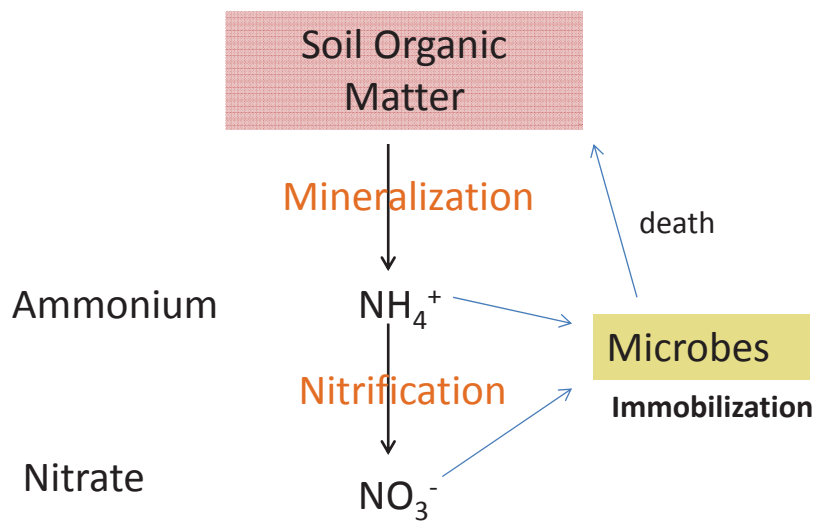 Soil Organic
Matter
Mineralization
death
Ammonium
NH₄⁺
Microbes
Nitrification
Immobilization
Nitrate
NO₃⁻